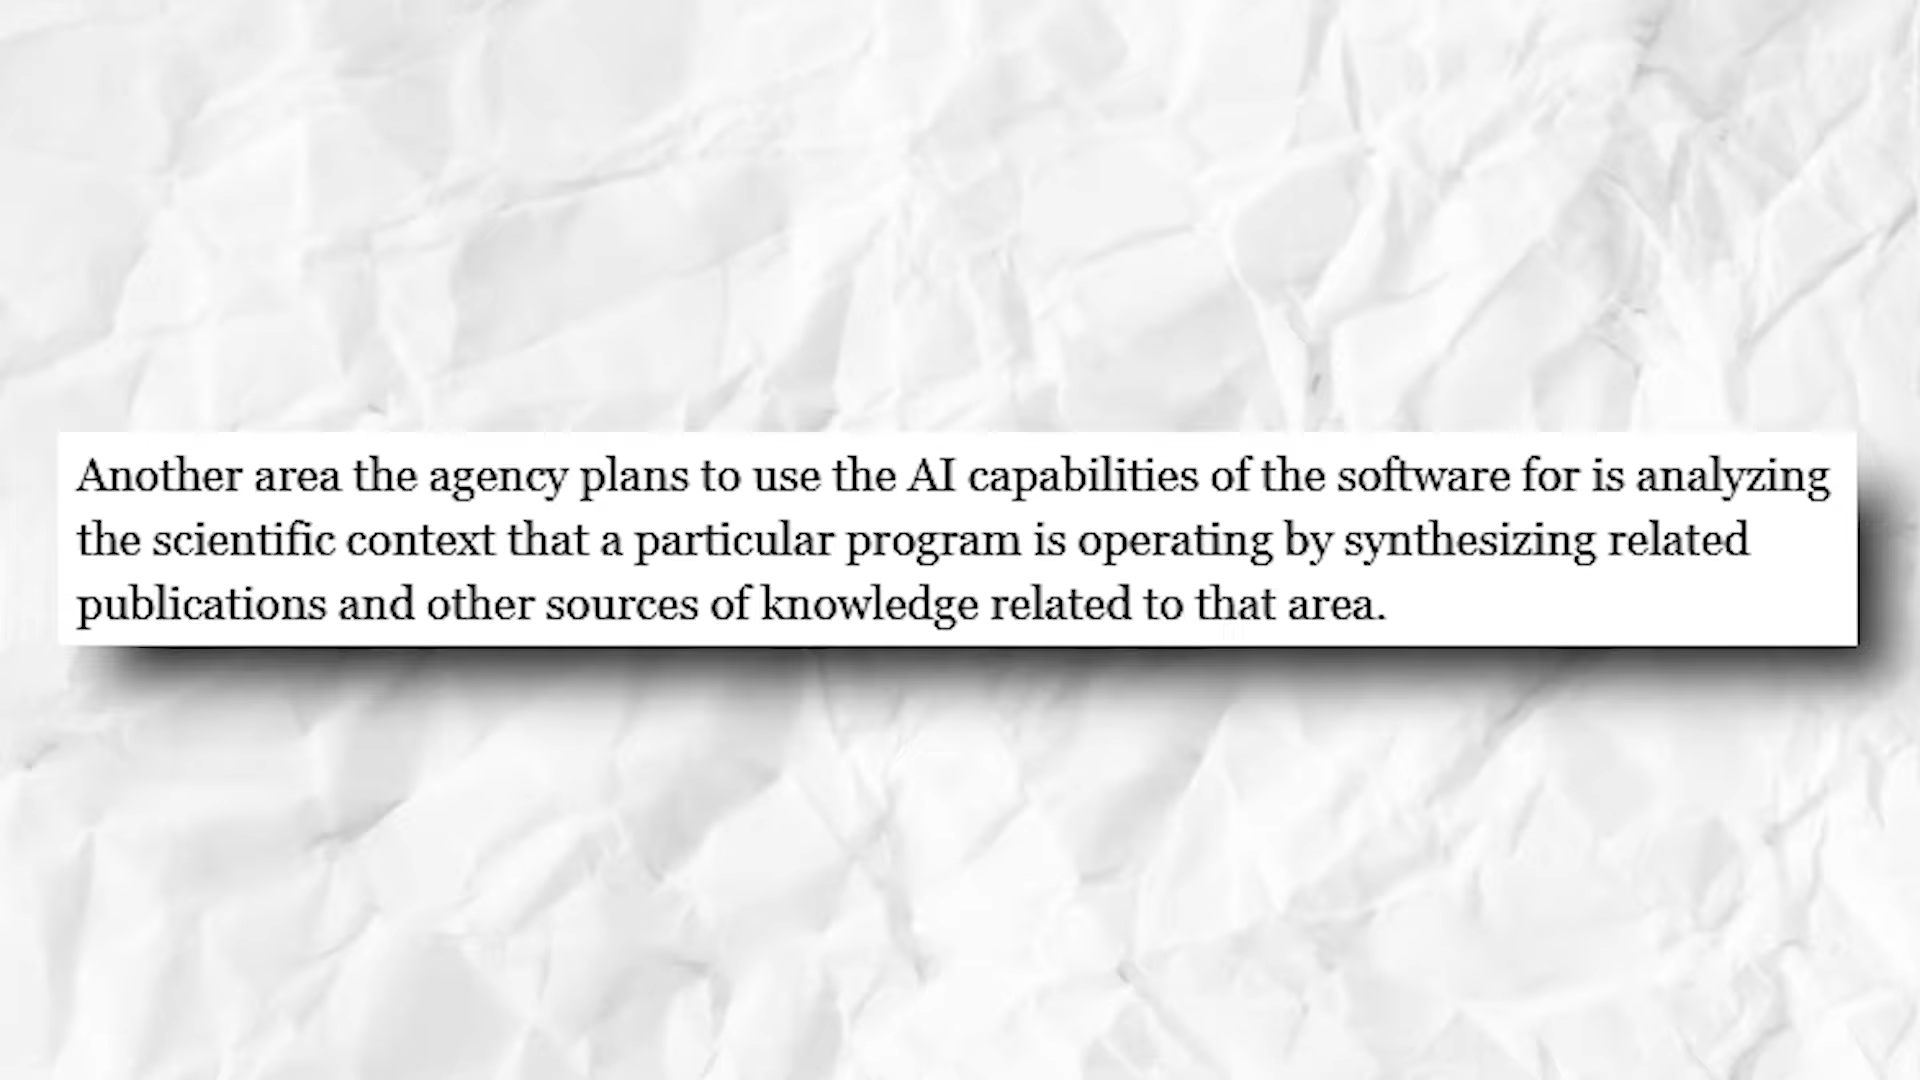 Another area the agency plans to use the AI capabilities of the software for is analyzing
the scientific context that a particular program is operating by synthesizing related
publications and other sources of knowledge related to that area.